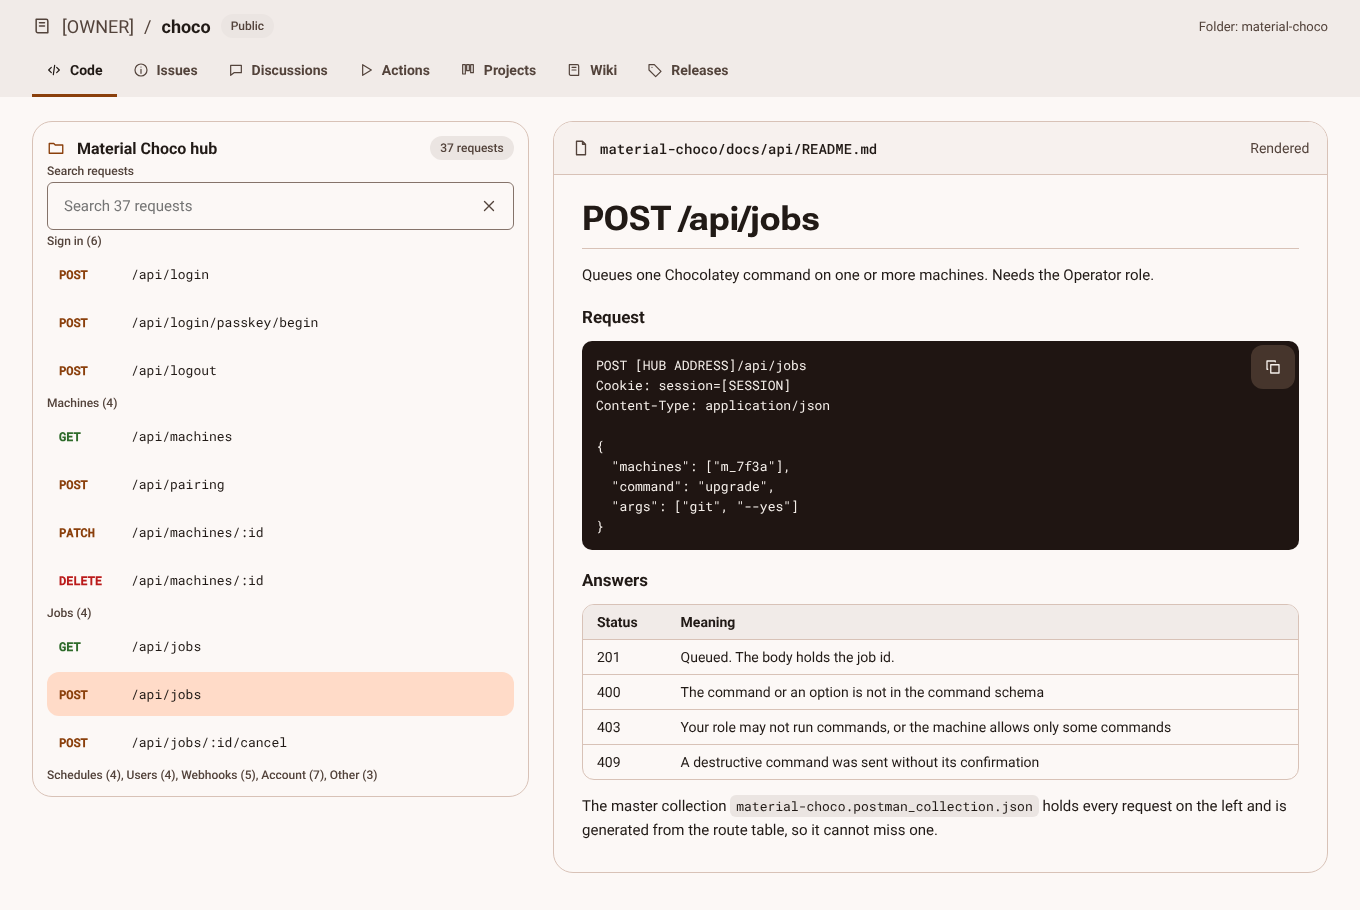 [OWNER] / choco Public
Folder: material-choco
Code Issues Discussions Actions Projects Wiki Releases
Material Choco hub 37 requests
Search requests
Search 37 requests
Sign in (6)
POST /api/login
POST /api/login/passkey/begin
POST /api/logout
Machines (4)
GET /api/machines
POST /api/pairing
PATCH /api/machines/:id
DELETE /api/machines/:id
Jobs (4)
GET /api/jobs
POST /api/jobs
POST /api/jobs/:id/cancel
Schedules (4), Users (4), Webhooks (5), Account (7), Other (3)
material-choco/docs/api/README.md Rendered
POST /api/jobs
Queues one Chocolatey command on one or more machines. Needs the Operator role.
Request
POST [HUB ADDRESS]/api/jobs
Cookie: session=[SESSION]
Content-Type: application/json
{
"machines": ["m_7f3a"],
"command": "upgrade",
"args": ["git", "--yes"]
}
Answers
Status Meaning
201 Queued. The body holds the job id.
400 The command or an option is not in the command schema
403 Your role may not run commands, or the machine allows only some commands
409 A destructive command was sent without its confirmation
The master collection material-choco.postman_collection.json holds every request on the left and is
generated from the route table, so it cannot miss one.